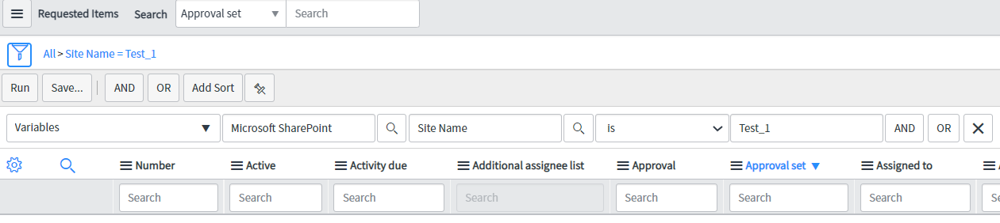 Requested Items Search Approval set ▼ Search
All > Site Name = Test_1
Run Save... AND OR Add Sort
Variables ▼ Microsoft SharePoint Site Name is Test_1 AND OR
Number Active Activity due Additional assignee list Approval Approval set ▼ Assigned to
Search Search Search Search Search Search Search